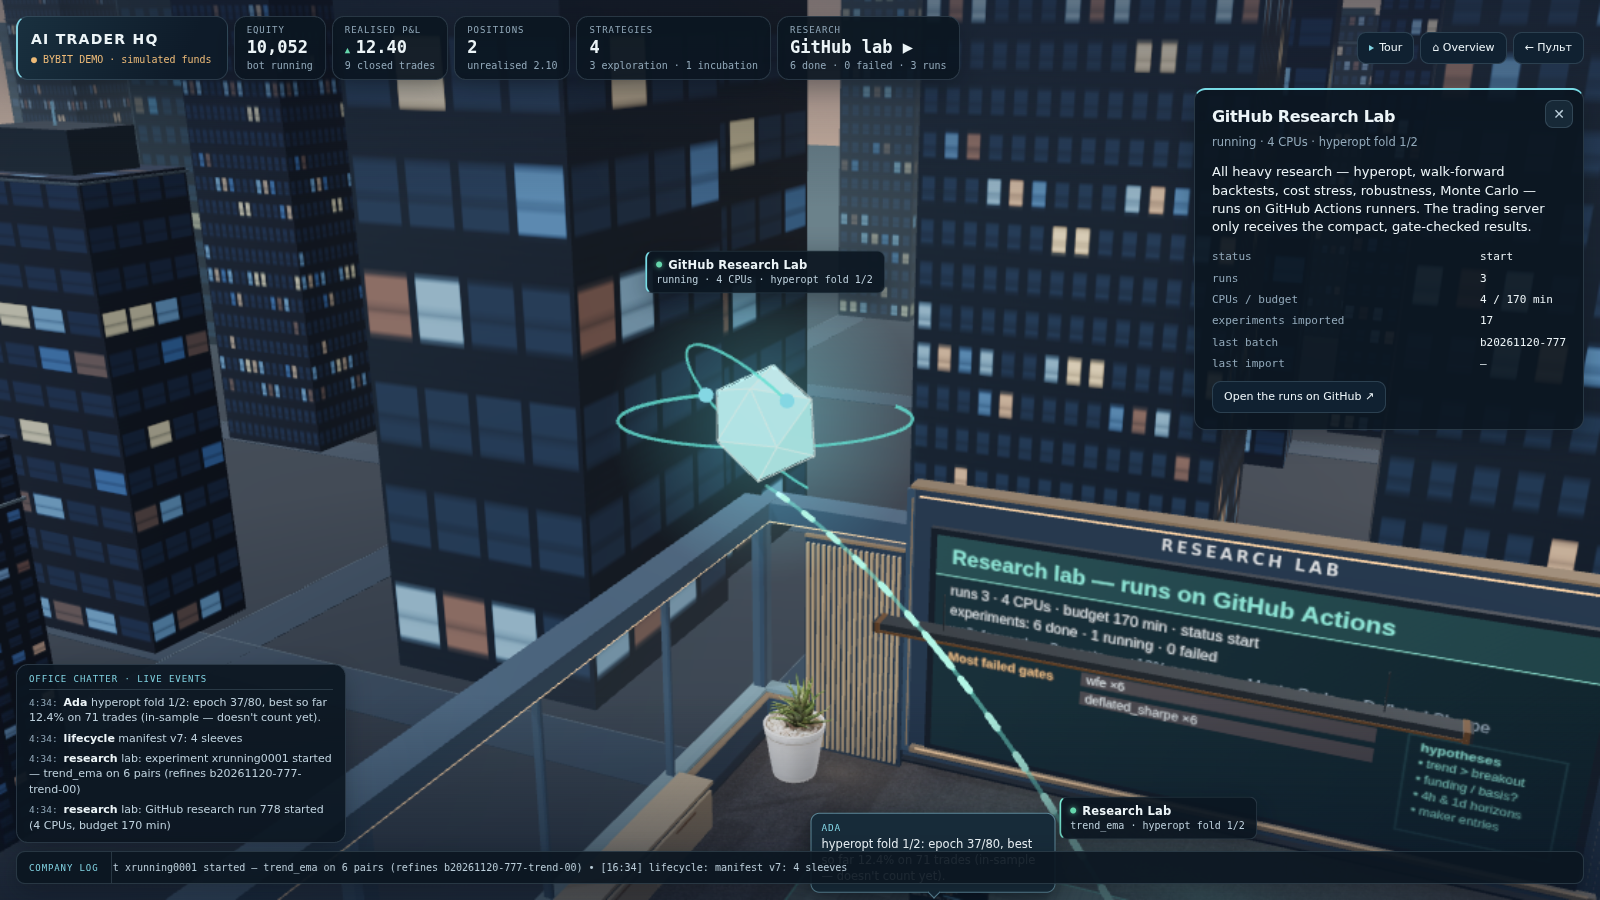 AI TRADER HQ
● BYBIT DEMO · simulated funds
EQUITY
10,052
bot running
REALISED P&L
▲ 12.40
9 closed trades
POSITIONS
2
unrealised 2.10
STRATEGIES
4
3 exploration · 1 incubation
RESEARCH
GitHub lab ▶
6 done · 0 failed · 3 runs
▸ Tour
⌂ Overview
← Пульт
GitHub Research Lab
✕
running · 4 CPUs · hyperopt fold 1/2
All heavy research — hyperopt, walk-forward
backtests, cost stress, robustness, Monte Carlo —
runs on GitHub Actions runners. The trading server
only receives the compact, gate-checked results.
status start
runs 3
CPUs / budget 4 / 170 min
experiments imported 17
last batch b20261120-777
last import —
Open the runs on GitHub ↗
GitHub Research Lab
running · 4 CPUs · hyperopt fold 1/2
RESEARCH LAB
Research lab — runs on GitHub Actions
runs 3 · 4 CPUs · budget 170 min · status start
experiments: 6 done · 1 running · 0 failed
Most failed gates
wfe ×6
deflated_sharpe ×6
hypotheses
• trend > breakout
• funding / basis?
• 4h & 1d horizons
• maker entries
OFFICE CHATTER · LIVE EVENTS
4:34: Ada hyperopt fold 1/2: epoch 37/80, best so far
12.4% on 71 trades (in-sample — doesn't count yet).
4:34: lifecycle manifest v7: 4 sleeves
4:34: research lab: experiment xrunning0001 started
— trend_ema on 6 pairs (refines b20261120-777-
trend-00)
4:34: research lab: GitHub research run 778 started
(4 CPUs, budget 170 min)
Research Lab
trend_ema · hyperopt fold 1/2
ADA
hyperopt fold 1/2: epoch 37/80, best
so far 12.4% on 71 trades (in-sample
— doesn't count yet).
COMPANY LOG
t xrunning0001 started — trend_ema on 6 pairs (refines b20261120-777-trend-00) • [16:34] lifecycle: manifest v7: 4 sleeves